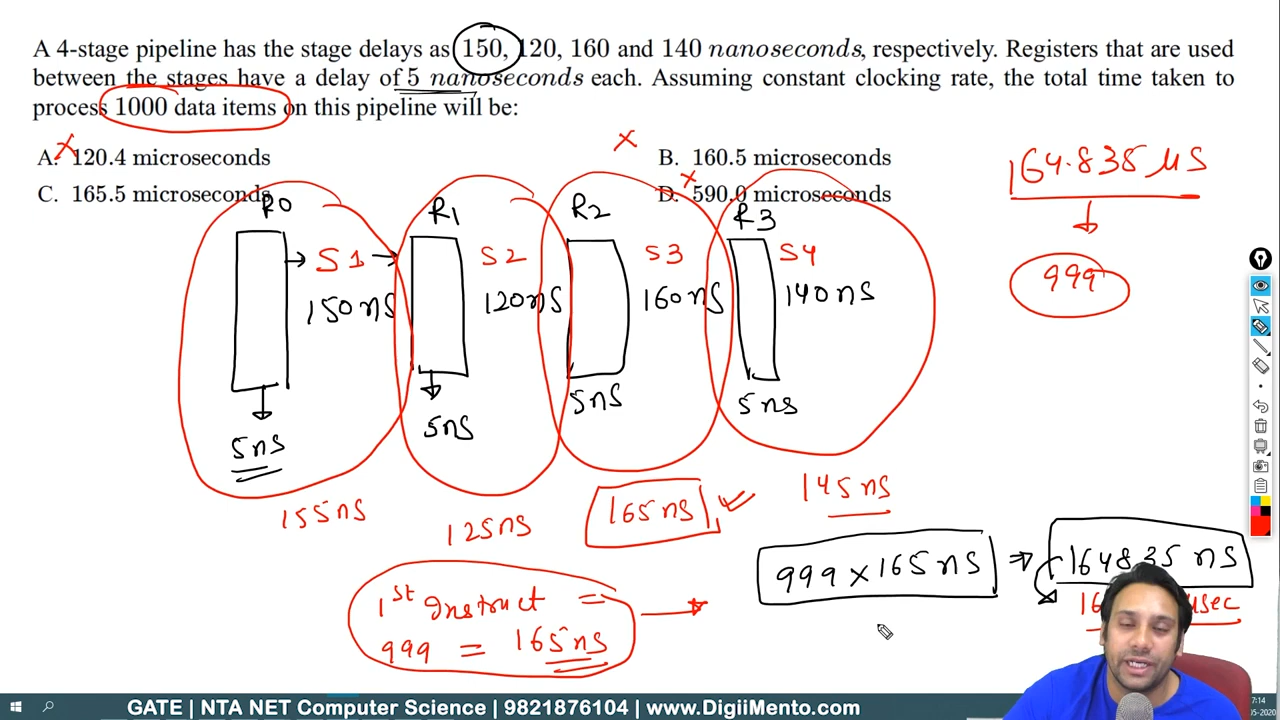 A 4-stage pipeline has the stage delays as 150, 120, 160 and 140 nanoseconds, respectively. Registers that are used
between the stages have a delay of 5 nanoseconds each. Assuming constant clocking rate, the total time taken to
process 1000 data items on this pipeline will be:
A. 120.4 microseconds
B. 160.5 microseconds
C. 165.5 microseconds
D. 590.0 microseconds
164.835 µs
999
R0
R1
R2
R3
S1
S2
S3
S4
150ns
120ns
160ns
140ns
5ns
5ns
5ns
5ns
155ns
125ns
165ns
145ns
1st Instruct =
999 = 165ns
999 x 165 ns ⇒ 164835 ns
GATE | NTA NET Computer Science | 9821876104 | www.DigiiMento.com